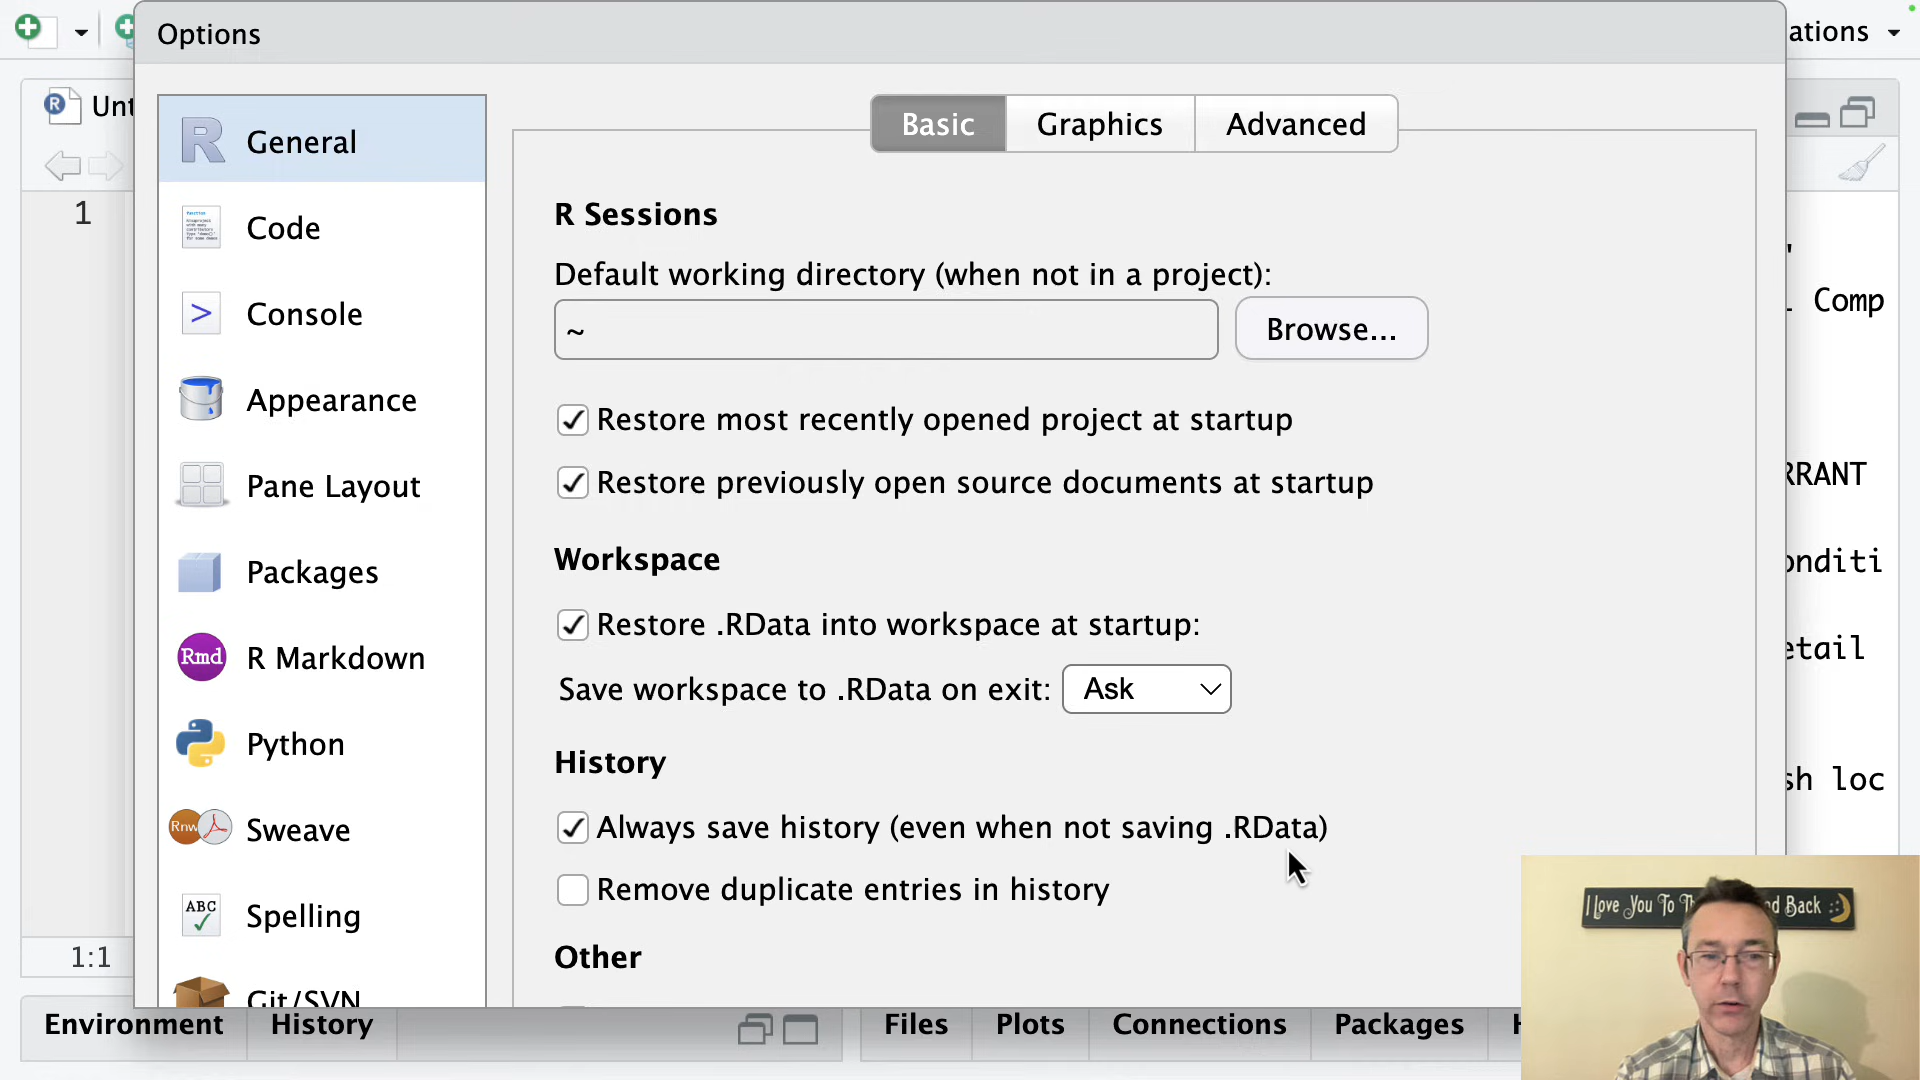 Options
ations
Unt
1
General
Code
Console
>
Appearance
Pane Layout
Packages
Rmd
R Markdown
Python
Rnw
Sweave
ABC
Spelling
Git/SVN
Basic
Graphics
Advanced
R Sessions
Default working directory (when not in a project):
~
Browse...
Restore most recently opened project at startup
Restore previously open source documents at startup
Workspace
Restore .RData into workspace at startup:
Save workspace to .RData on exit: Ask
History
Always save history (even when not saving .RData)
Remove duplicate entries in history
Other
Comp
RRANT
onditi
etail
sh loc
1:1
Environment
History
Files
Plots
Connections
Packages
I Love You To Th
d Back